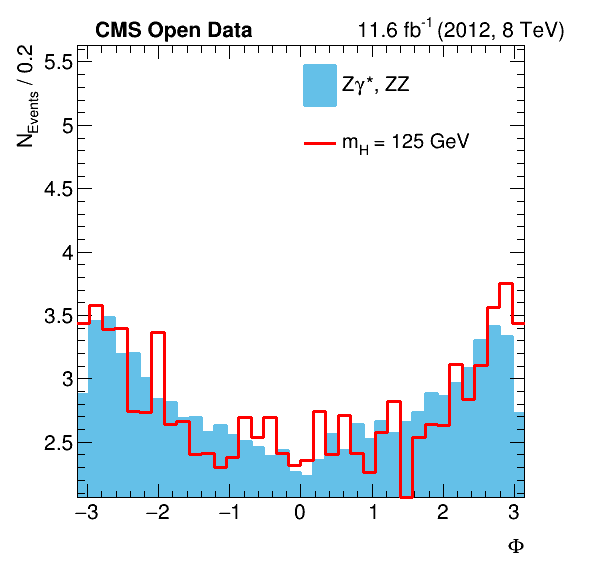 CMS Open Data 11.6 fb-1 (2012, 8 TeV)
NEvents / 0.2
5.5
5
4.5
4
3.5
3
2.5
Zγ*, ZZ
mH = 125 GeV
−3 −2 −1 0 1 2 3
Φ